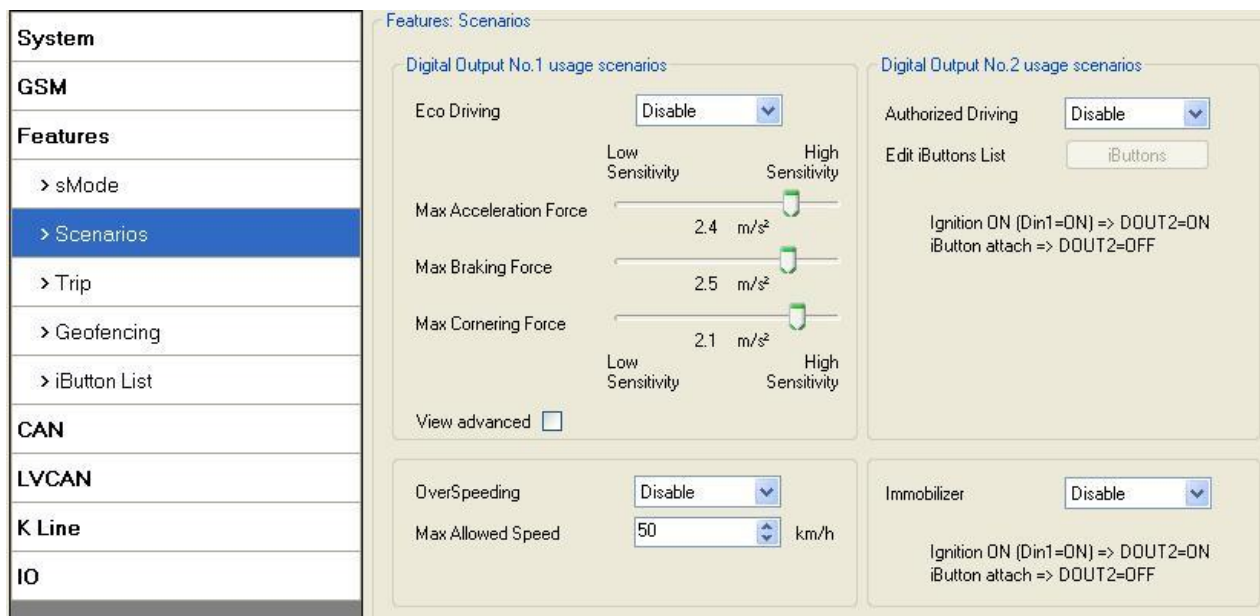 System
GSM
Features
> sMode
> Scenarios
> Trip
> Geofencing
> iButton List
CAN
LVCAN
K Line
IO
Features: Scenarios
Digital Output No.1 usage scenarios
Eco Driving Disable
Low Sensitivity High Sensitivity
Max Acceleration Force
2.4 m/s²
Max Braking Force
2.5 m/s²
Max Cornering Force
2.1 m/s²
Low Sensitivity High Sensitivity
View advanced
OverSpeeding Disable
Max Allowed Speed 50 km/h
Digital Output No.2 usage scenarios
Authorized Driving Disable
Edit iButtons List iButtons
Ignition ON (Din1=ON) => DOUT2=ON
iButton attach => DOUT2=OFF
Immobilizer Disable
Ignition ON (Din1=ON) => DOUT2=ON
iButton attach => DOUT2=OFF